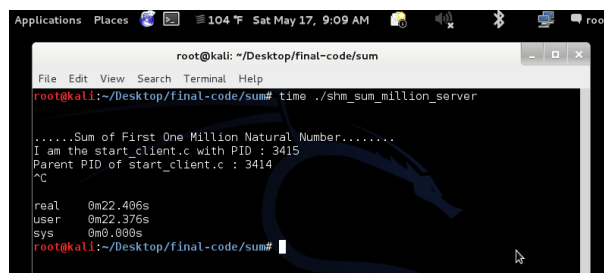 Applications Places 104 °F Sat May 17, 9:09 AM roo
root@kali: ~/Desktop/final-code/sum
File Edit View Search Terminal Help
root@kali:~/Desktop/final-code/sum# time ./shm_sum_million_server
......Sum of First One Million Natural Number........
I am the start_client.c with PID : 3415
Parent PID of start_client.c : 3414
^C
real 0m22.406s
user 0m22.376s
sys 0m0.000s
root@kali:~/Desktop/final-code/sum#